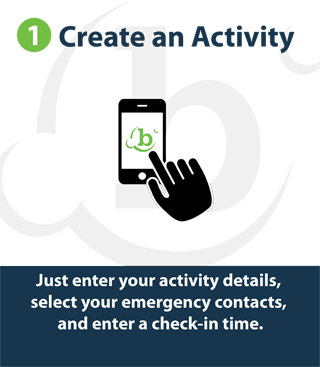 1 Create an Activity
b
Just enter your activity details,
select your emergency contacts,
and enter a check-in time.